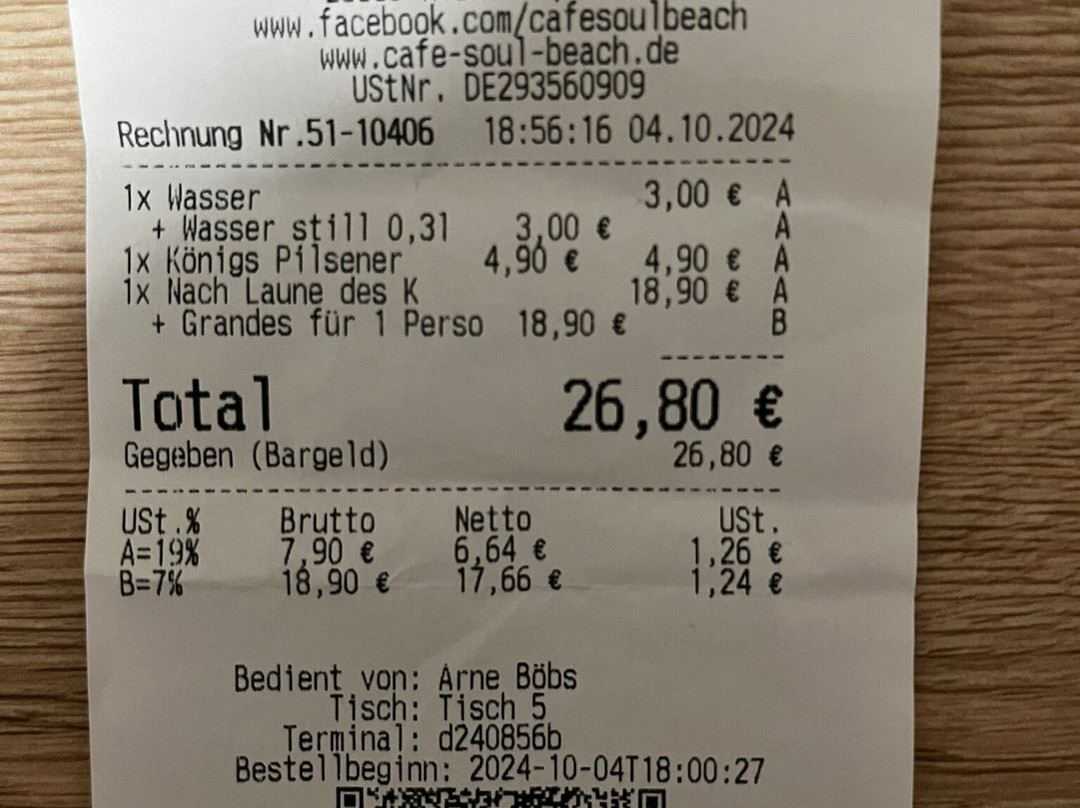 www.facebook.com/cafesoulbeach
www.cafe-soul-beach.de
UStNr. DE293560909
Rechnung Nr.51-10406 18:56:16 04.10.2024
1x Wasser 3,00 € A
+ Wasser still 0,3l 3,00 € A
1x Königs Pilsener 4,90 € 4,90 € A
1x Nach Laune des K 18,90 € A
+ Grandes für 1 Perso 18,90 € B
Total 26,80 €
Gegeben (Bargeld) 26,80 €
USt.% Brutto Netto USt.
A=19% 7,90 € 6,64 € 1,26 €
B=7% 18,90 € 17,66 € 1,24 €
Bedient von: Arne Böbs
Tisch: Tisch 5
Terminal: d240856b
Bestellbeginn: 2024-10-04T18:00:27